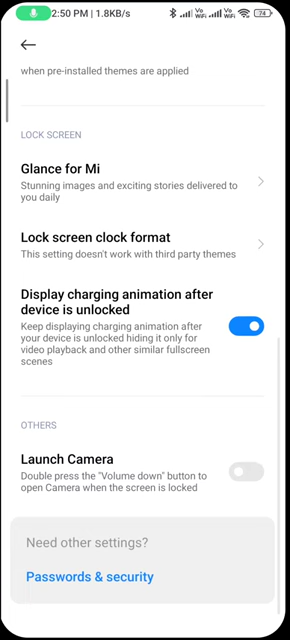 2:50 PM | 1.8KB/s Vo WiFi Vo WiFi 74
when pre-installed themes are applied
LOCK SCREEN
Glance for Mi
Stunning images and exciting stories delivered to
you daily
Lock screen clock format
This setting doesn't work with third party themes
Display charging animation after
device is unlocked
Keep displaying charging animation after
your device is unlocked hiding it only for
video playback and other similar fullscreen
scenes
OTHERS
Launch Camera
Double press the "Volume down" button to
open Camera when the screen is locked
Need other settings?
Passwords & security